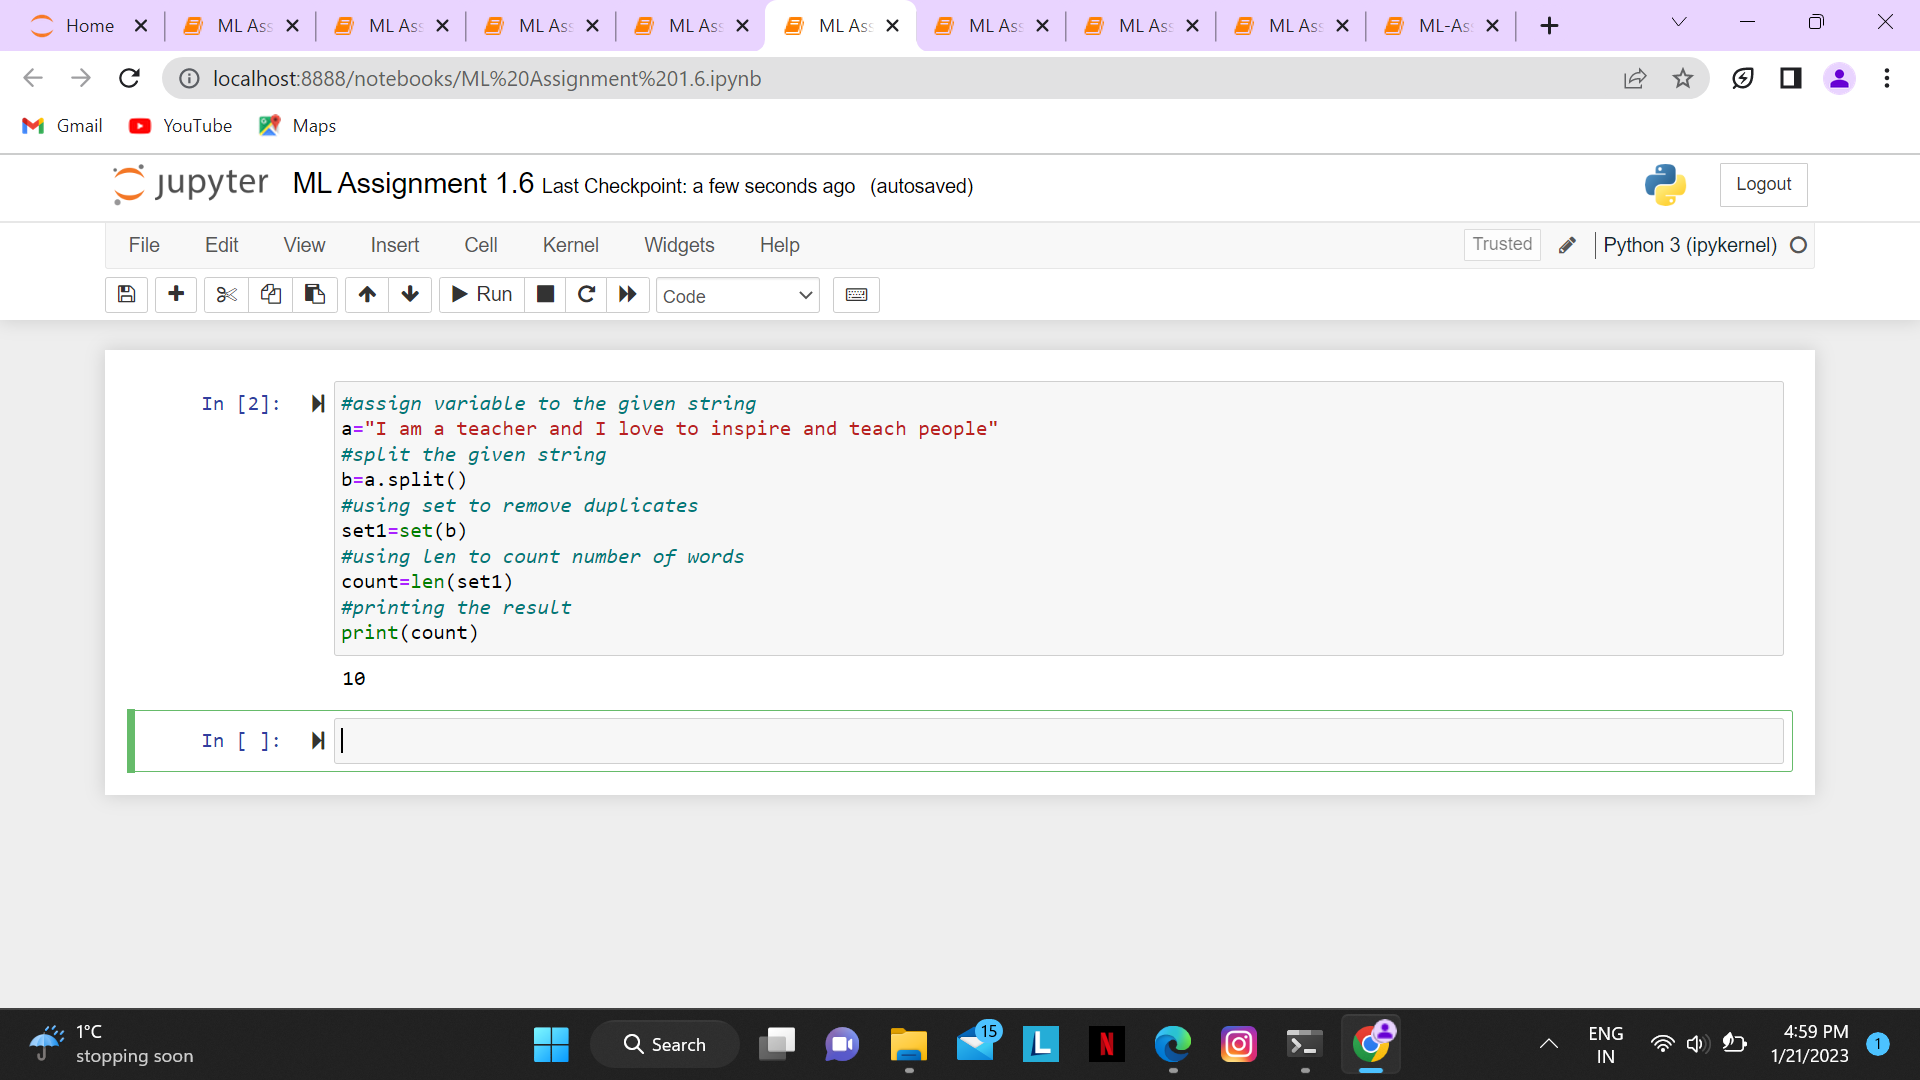 Home
ML Ass
ML Ass
ML Ass
ML Ass
ML Ass
ML Ass
ML Ass
ML Ass
ML-Ass
localhost:8888/notebooks/ML%20Assignment%201.6.ipynb
Gmail YouTube Maps
jupyter ML Assignment 1.6 Last Checkpoint: a few seconds ago (autosaved)
Logout
File Edit View Insert Cell Kernel Widgets Help
Trusted Python 3 (ipykernel)
Run Code
In [2]:
#assign variable to the given string
a="I am a teacher and I love to inspire and teach people"
#split the given string
b=a.split()
#using set to remove duplicates
set1=set(b)
#using len to count number of words
count=len(set1)
#printing the result
print(count)
10
In [ ]:
1°C
stopping soon
Search
15
L
N
ENG
IN
4:59 PM
1/21/2023
1